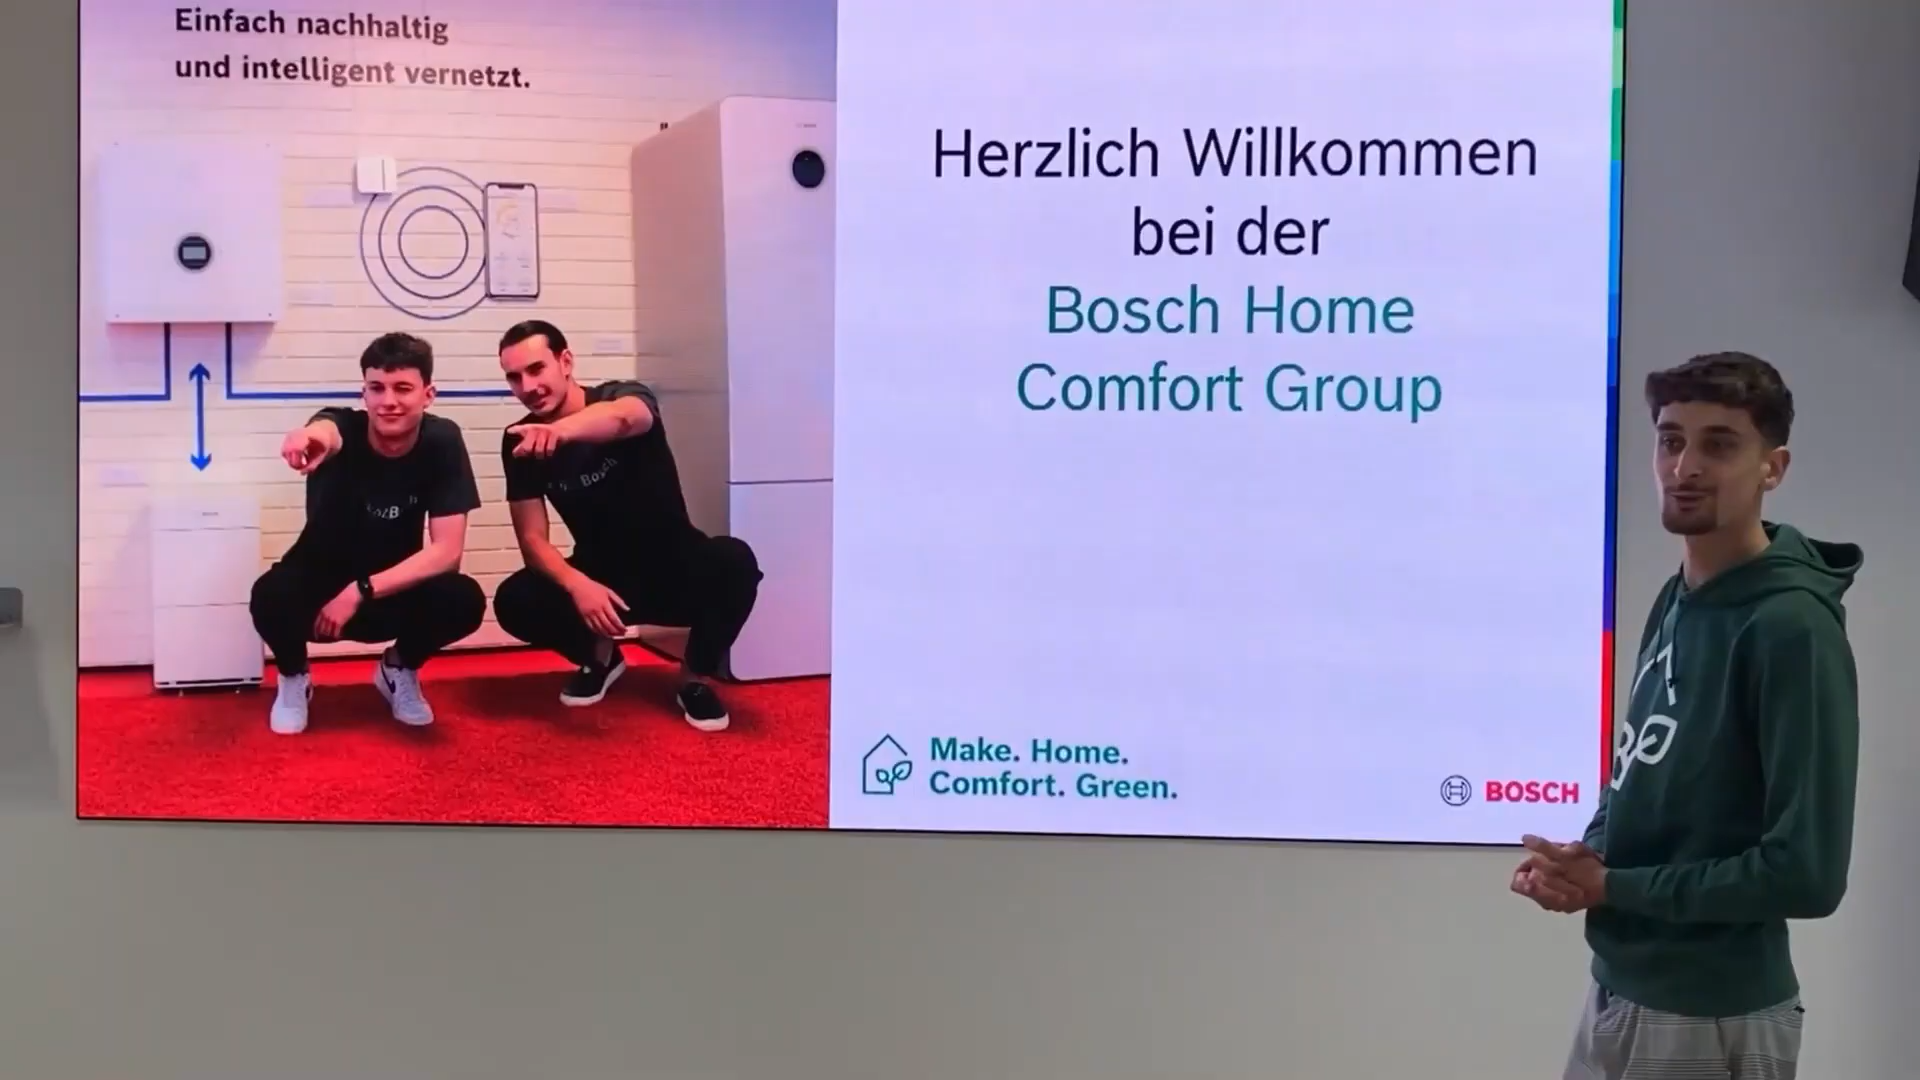 Einfach nachhaltig
und intelligent vernetzt.
Herzlich Willkommen
bei der
Bosch Home
Comfort Group
Make. Home.
Comfort. Green.
BOSCH